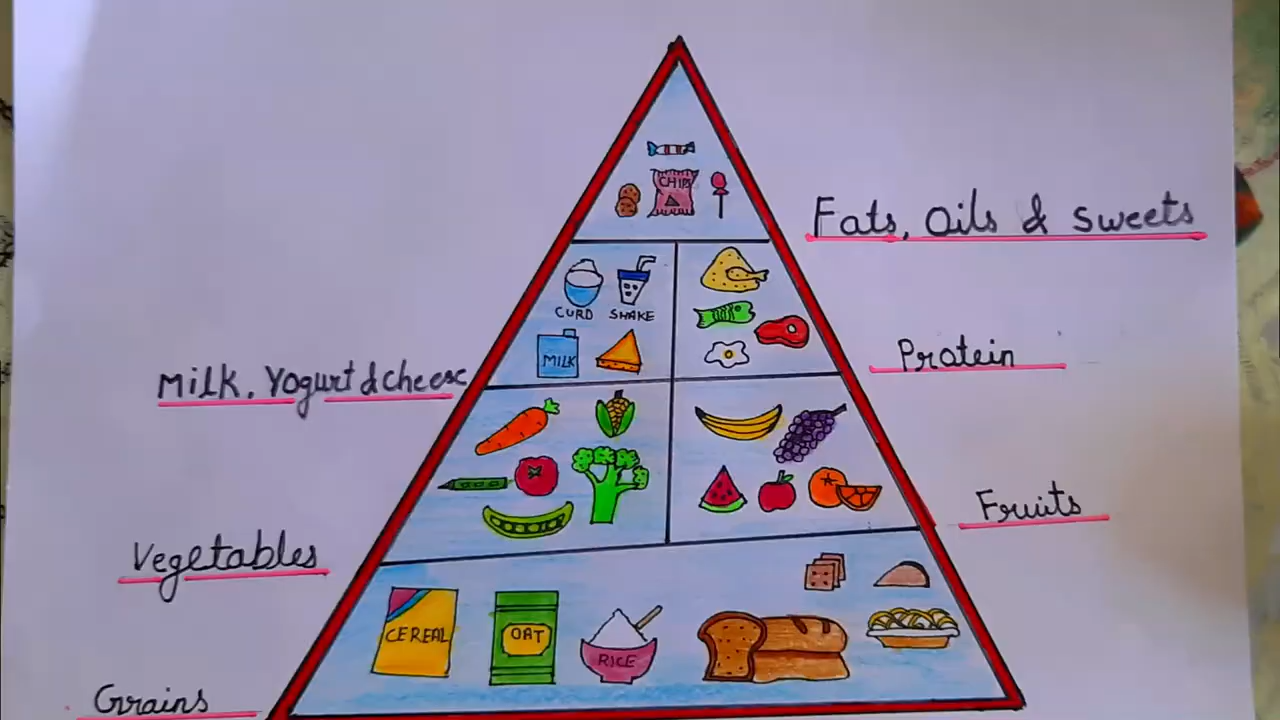 CHIPS
Fats, Oils & Sweets
CURD SHAKE
MILK
Protein
Milk, Yogurt & cheese
Fruits
Vegetables
CEREAL
OAT
RICE
Grains